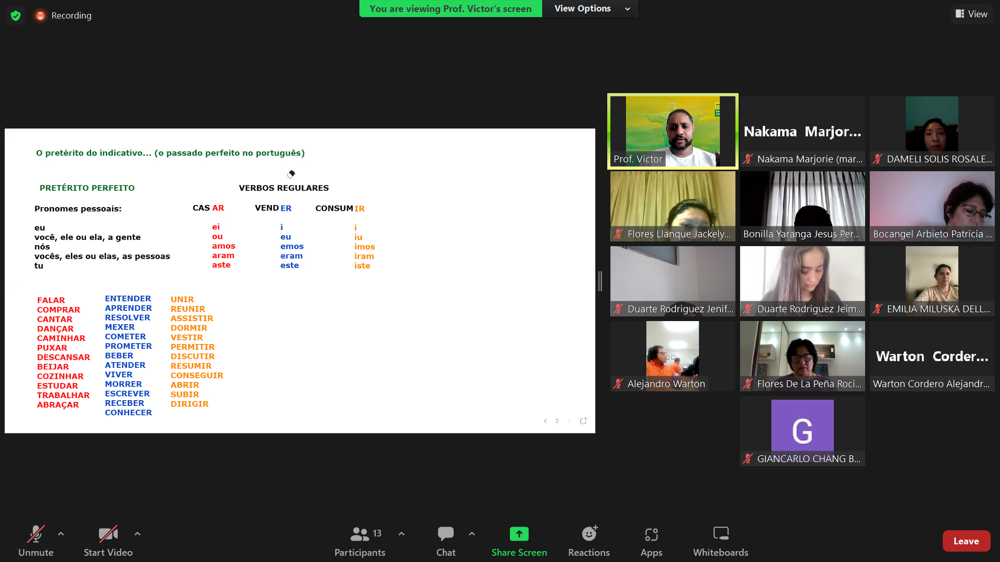 Recording
You are viewing Prof. Victor's screen
View Options
View
O pretérito do indicativo... (o passado perfeito no português)
PRETÉRITO PERFEITO
VERBOS REGULARES
Pronomes pessoais:
CAS AR
VEND ER
CONSUM IR
eu ei i i
você, ele ou ela, a gente ou eu iu
nós amos emos imos
vocês, eles ou elas, as pessoas aram eram iram
tu aste este iste
FALAR
COMPRAR
CANTAR
DANÇAR
CAMINHAR
PUXAR
DESCANSAR
BEIJAR
COZINHAR
ESTUDAR
TRABALHAR
ABRAÇAR
ENTENDER
APRENDER
RESOLVER
MEXER
COMETER
PROMETER
BEBER
ATENDER
VIVER
MORRER
ESCREVER
RECEBER
CONHECER
UNIR
REUNIR
ASSISTIR
DORMIR
VESTIR
PERMITIR
DISCUTIR
RESUMIR
CONSEGUIR
ABRIR
SUBIR
DIRIGIR
2
Prof. Victor
Nakama Marjor...
Nakama Marjorie (mar...
DAMELI SOLIS ROSALE...
Flores Llanque Jackely...
Bonilla Yaranga Jesus Per...
Bocangel Arbieto Patricia ...
Duarte Rodriguez Jenif...
Duarte Rodriguez Jeim...
EMILIA MILUSKA DELL...
Alejandro Warton
Flores De La Peña Roci...
Warton Corder...
Warton Cordero Alejandr...
G
GIANCARLO CHANG B...
Unmute
Start Video
13
Participants
Chat
Share Screen
Reactions
Apps
Whiteboards
Leave